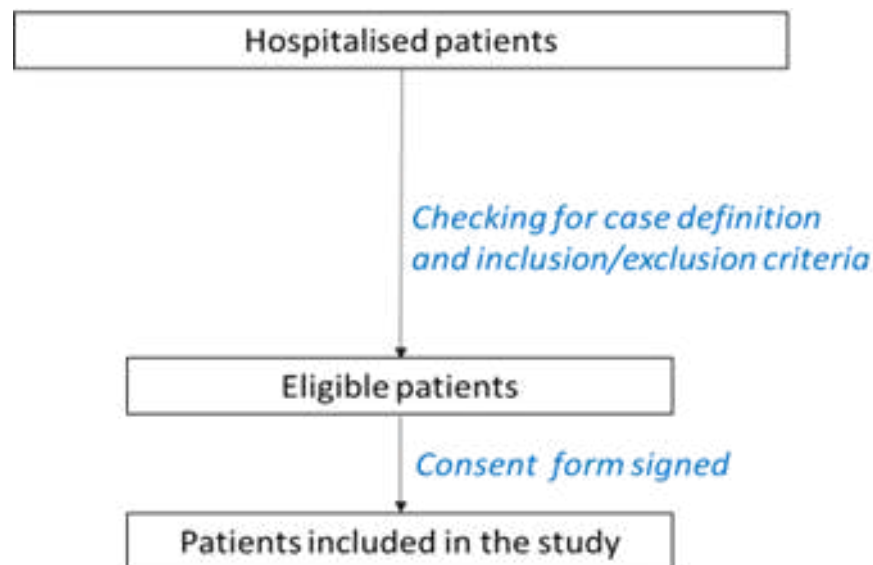 Hospitalised patients
Checking for case definition
and inclusion/exclusion criteria
Eligible patients
Consent form signed
Patients included in the study